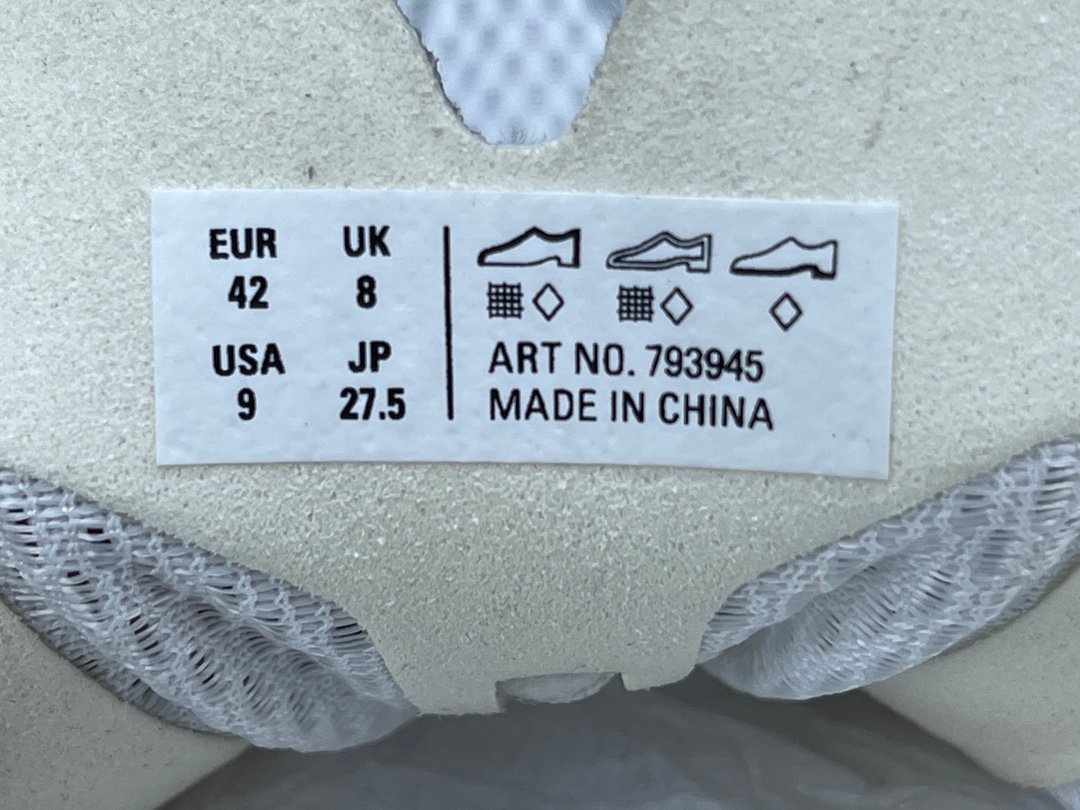 EUR UK
42 8
USA JP
9 27.5
ART NO. 793945
MADE IN CHINA